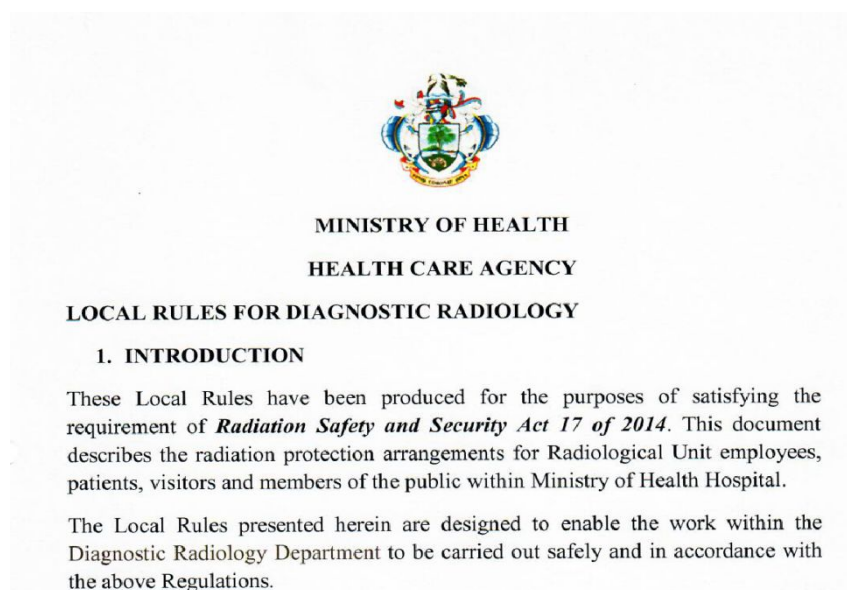 MINISTRY OF HEALTH
HEALTH CARE AGENCY
LOCAL RULES FOR DIAGNOSTIC RADIOLOGY
1. INTRODUCTION
These Local Rules have been produced for the purposes of satisfying the
requirement of Radiation Safety and Security Act 17 of 2014. This document
describes the radiation protection arrangements for Radiological Unit employees,
patients, visitors and members of the public within Ministry of Health Hospital.
The Local Rules presented herein are designed to enable the work within the
Diagnostic Radiology Department to be carried out safely and in accordance with
the above Regulations.